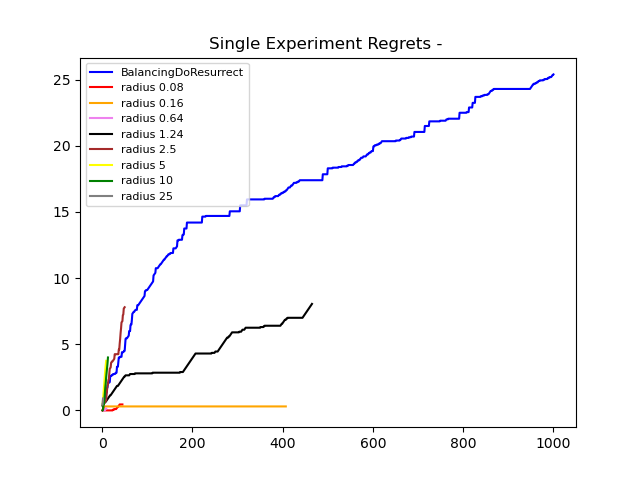 Single Experiment Regrets -
BalancingDoResurrect
radius 0.08
radius 0.16
radius 0.64
radius 1.24
radius 2.5
radius 5
radius 10
radius 25
25
20
15
10
5
0
0 200 400 600 800 1000